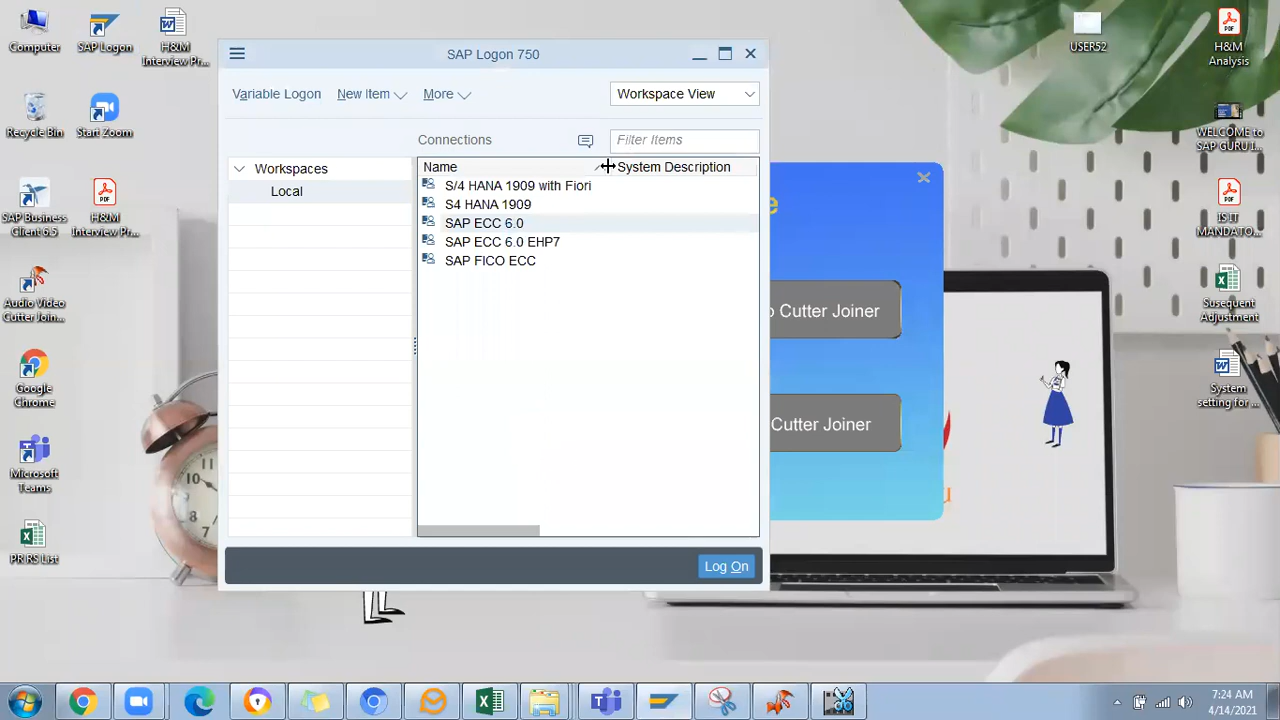 Computer
SAP Logon
H&M
Interview Pr...
Recycle Bin
Start Zoom
SAP Business
Client 6.5
H&M
Interview Pr...
Audio Video
Cutter Join...
Google
Chrome
Microsoft
Teams
PR RS List
SAP Logon 750
Variable Logon
New Item
More
Workspace View
Connections
Filter Items
Workspaces
Local
Name
System Description
S/4 HANA 1909 with Fiori
S4 HANA 1909
SAP ECC 6.0
SAP ECC 6.0 EHP7
SAP FICO ECC
Log On
Cutter Joiner
Cutter Joiner
USER52
H&M
Analysis
WELCOME to
SAP GURU I...
IS IT
MANDATO...
Susequent
Adjustment
System
setting for ...
7:24 AM
4/14/2021